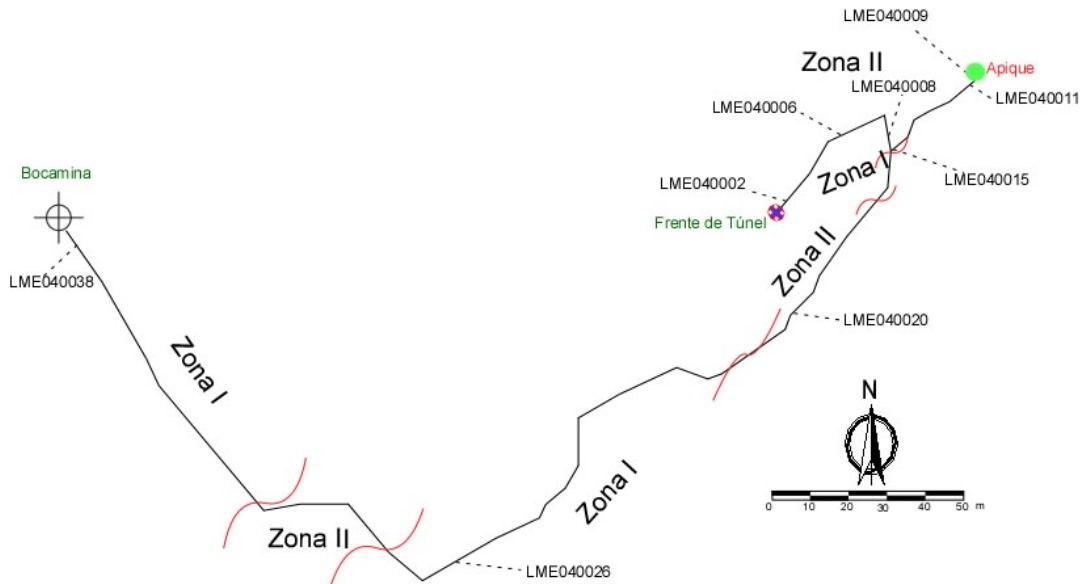 LME040009
Zona II
Apique
LME040008
LME040011
LME040006
Zona I
Bocamina
LME040002
LME040015
Frente de Túnel
Zona II
LME040038
LME040020
Zona I
N
Zona I
0 10 20 30 40 50 m
Zona II
LME040026